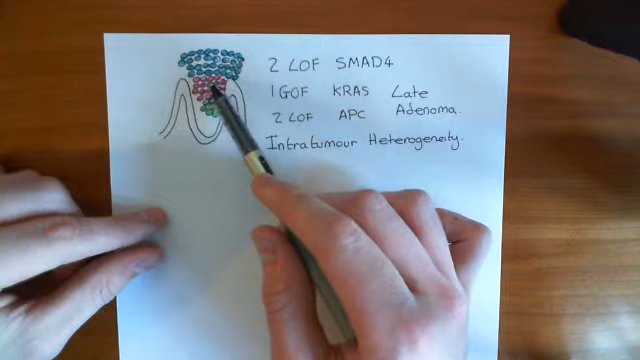 2 LOF SMAD4
1 GOF KRAS Late
2 LOF APC Adenoma.
Intratumour Heterogeneity.